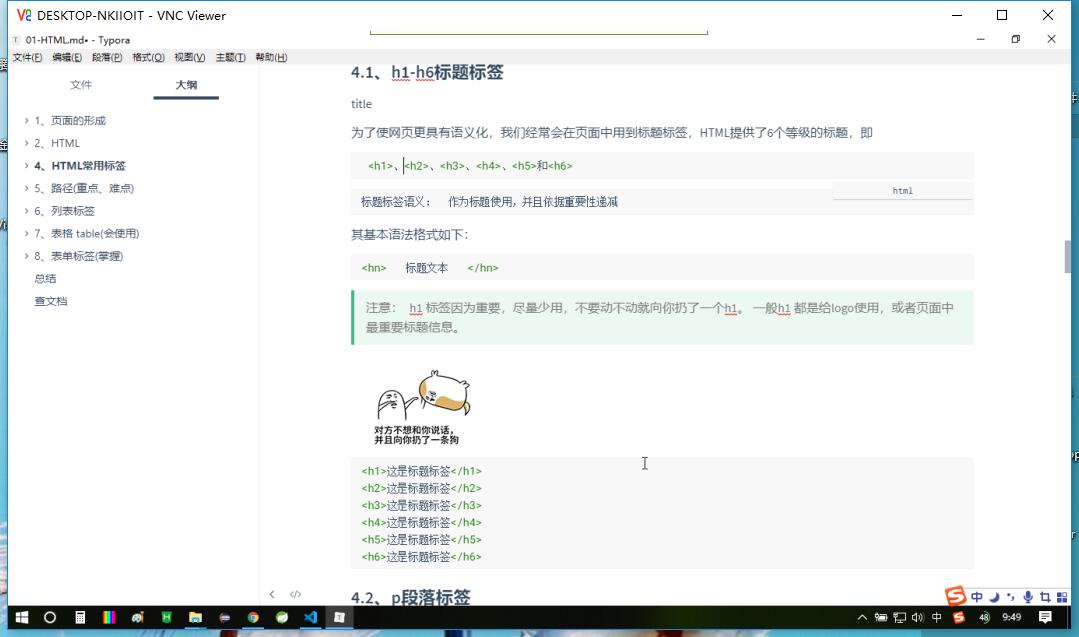 DESKTOP-NKIIOIT - VNC Viewer
01-HTML.md• - Typora
文件(F) 编辑(E) 段落(P) 格式(O) 视图(V) 主题(T) 帮助(H)
文件 大纲
1、页面的形成
2、HTML
4、HTML常用标签
5、路径(重点、难点)
6、列表标签
7、表格 table(会使用)
8、表单标签(掌握)
总结
查文档
4.1、h1-h6标题标签
title
为了使网页更具有语义化，我们经常会在页面中用到标题标签，HTML提供了6个等级的标题，即
<h1>、<h2>、<h3>、<h4>、<h5>和<h6>
html
标题标签语义： 作为标题使用，并且依据重要性递减
其基本语法格式如下：
<hn> 标题文本 </hn>
注意： h1 标签因为重要，尽量少用，不要动不动就向你扔了一个h1。 一般h1 都是给logo使用，或者页面中
最重要标题信息。
对方不想和你说话，
并且向你扔了一条狗
<h1>这是标题标签</h1>
<h2>这是标题标签</h2>
<h3>这是标题标签</h3>
<h4>这是标题标签</h4>
<h5>这是标题标签</h5>
<h6>这是标题标签</h6>
4.2、p段落标签
中
中 48 9:49